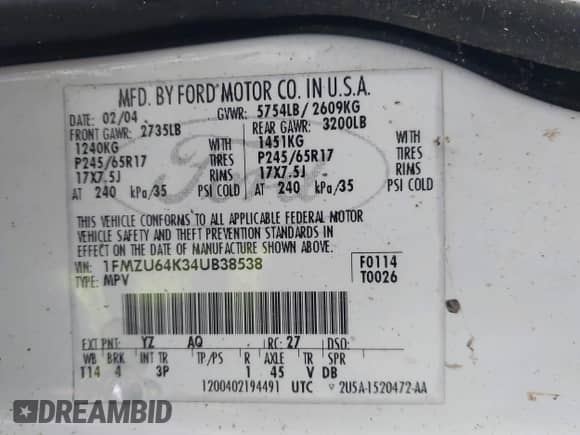 MFD. BY FORD MOTOR CO. IN U.S.A.
DATE: 02/04 GVWR: 5754LB/ 2609KG
FRONT GAWR: 2735LB REAR GAWR: 3200LB
1240KG WITH 1451KG WITH
P245/65R17 TIRES P245/65R17 TIRES
17X7.5J RIMS 17X7.5J RIMS
AT 240 kPa/35 PSI COLD AT 240 kPa/35 PSI COLD
Ford
THIS VEHICLE CONFORMS TO ALL APPLICABLE FEDERAL MOTOR
VEHICLE SAFETY AND THEFT PREVENTION STANDARDS IN
EFFECT ON THE DATE OF MANUFACTURE SHOWN ABOVE.
VIN: 1FMZU64K34UB38538 F0114
TYPE: MPV T0026
EXT PNT: YZ AQ RC: 27 DSO:
WB BRK INT TR TP/PS R AXLE TR SPR
114 4 3P 1 45 V DB
1200402194491 UTC 2U5A-1520472-AA
DREAMBID